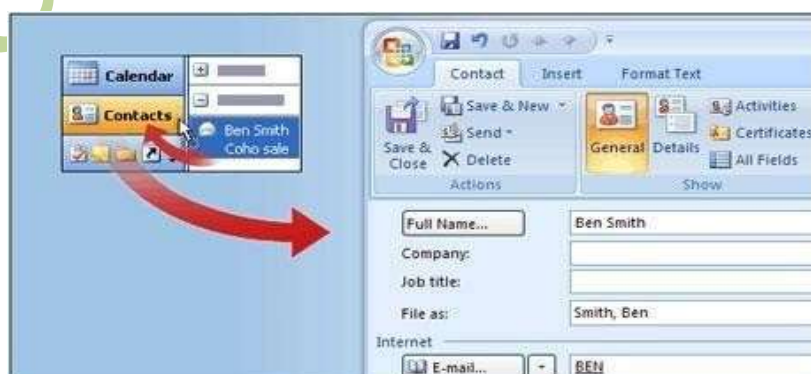 Calendar
Contacts
Ben Smith
Coho sale
Contact Insert Format Text
Save & Close
Save & New
Send
Delete
Actions
General
Details
Activities
Certificates
All Fields
Show
Full Name... Ben Smith
Company:
Job title:
File as: Smith, Ben
Internet
E-mail... BEN